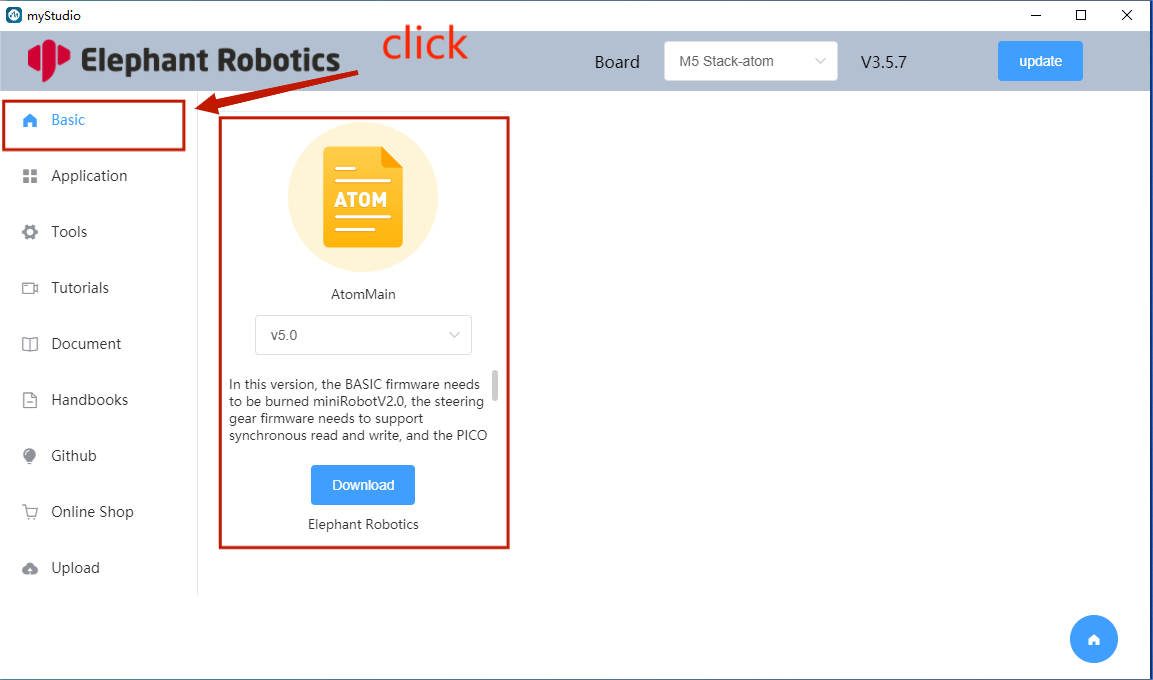 myStudio
Elephant Robotics
click
Board
M5 Stack-atom
V3.5.7
update
Basic
Application
Tools
Tutorials
Document
Handbooks
Github
Online Shop
Upload
ATOM
AtomMain
v5.0
In this version, the BASIC firmware needs
to be burned miniRobotV2.0, the steering
gear firmware needs to support
synchronous read and write, and the PICO
Download
Elephant Robotics